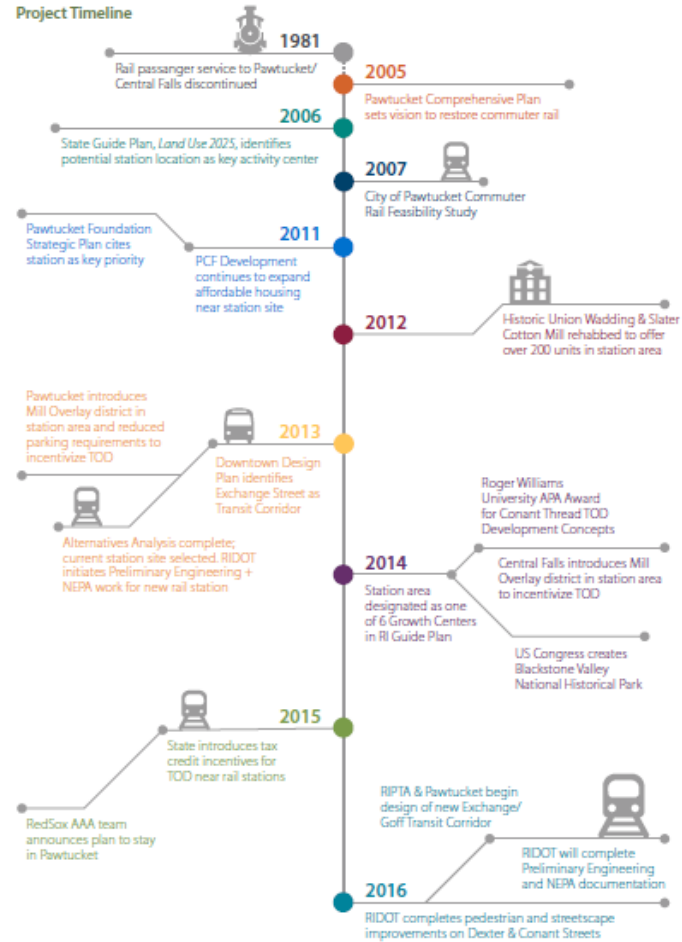 Project Timeline
1981
Rail passanger service to Pawtucket/
Central Falls discontinued
2005
Pawtucket Comprehensive Plan
sets vision to restore commuter rail
2006
State Guide Plan, Land Use 2025, identifies
potential station location as key activity center
2007
City of Pawtucket Commuter
Rail Feasibility Study
Pawtucket Foundation
Strategic Plan cites
station as key priority
2011
PCF Development
continues to expand
affordable housing
near station site
2012
Historic Union Wadding & Slater
Cotton Mill rehabbed to offer
over 200 units in station area
Pawtucket introduces
Mill Overlay district in
station area and reduced
parking requirements to
incentivize TOD
2013
Downtown Design
Plan identifies
Exchange Street as
Transit Corridor
Alternatives Analysis complete;
current station site selected. RIDOT
initiates Preliminary Engineering +
NEPA work for new rail station
Roger Williams
University APA Award
for Conant Thread TOD
Development Concepts
2014
Station area
designated as one
of 6 Growth Centers
in RI Guide Plan
Central Falls introduces Mill
Overlay district in station area
to incentivize TOD
US Congress creates
Blackstone Valley
National Historical Park
2015
State introduces tax
credit incentives for
TOD near rail stations
RedSox AAA team
announces plan to stay
in Pawtucket
RIPTA & Pawtucket begin
design of new Exchange/
Goff Transit Corridor
RIDOT will complete
Preliminary Engineering
and NEPA documentation
2016
RIDOT completes pedestrian and streetscape
improvements on Dexter & Conant Streets